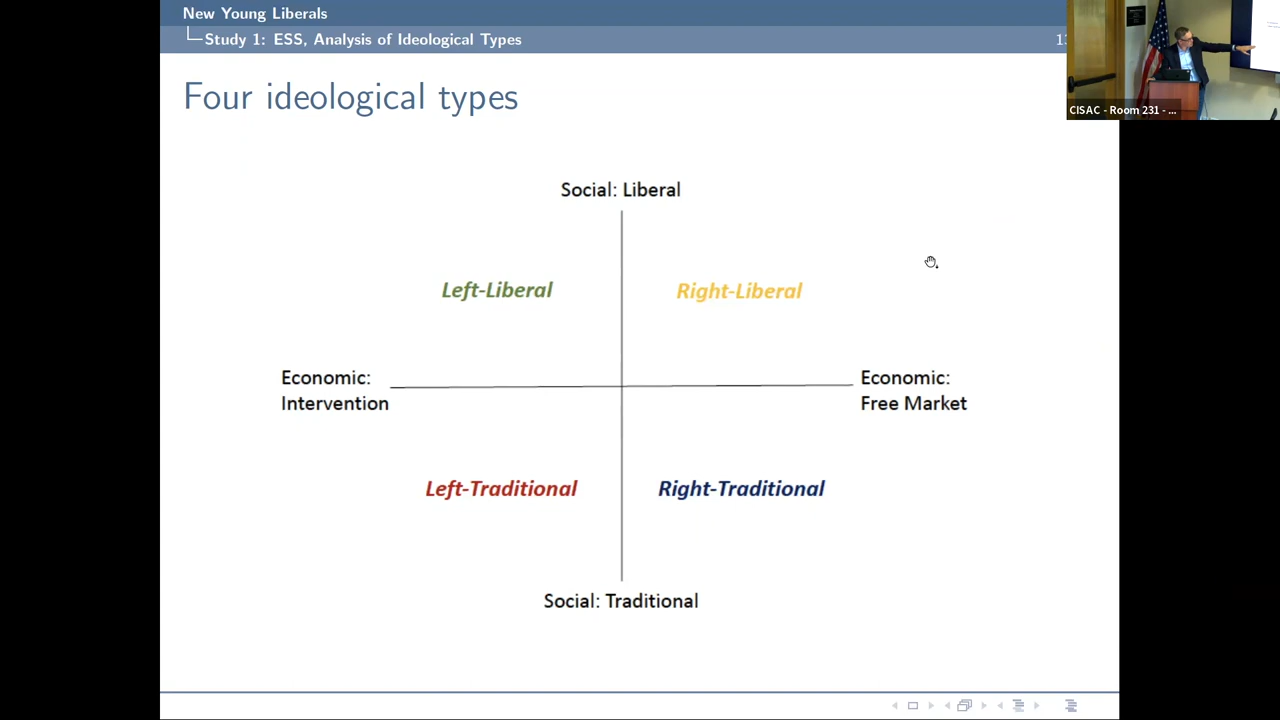 New Young Liberals
Study 1: ESS, Analysis of Ideological Types
CISAC - Room 231 - ...
Four ideological types
Social: Liberal
Left-Liberal
Right-Liberal
Economic:
Intervention
Economic:
Free Market
Left-Traditional
Right-Traditional
Social: Traditional